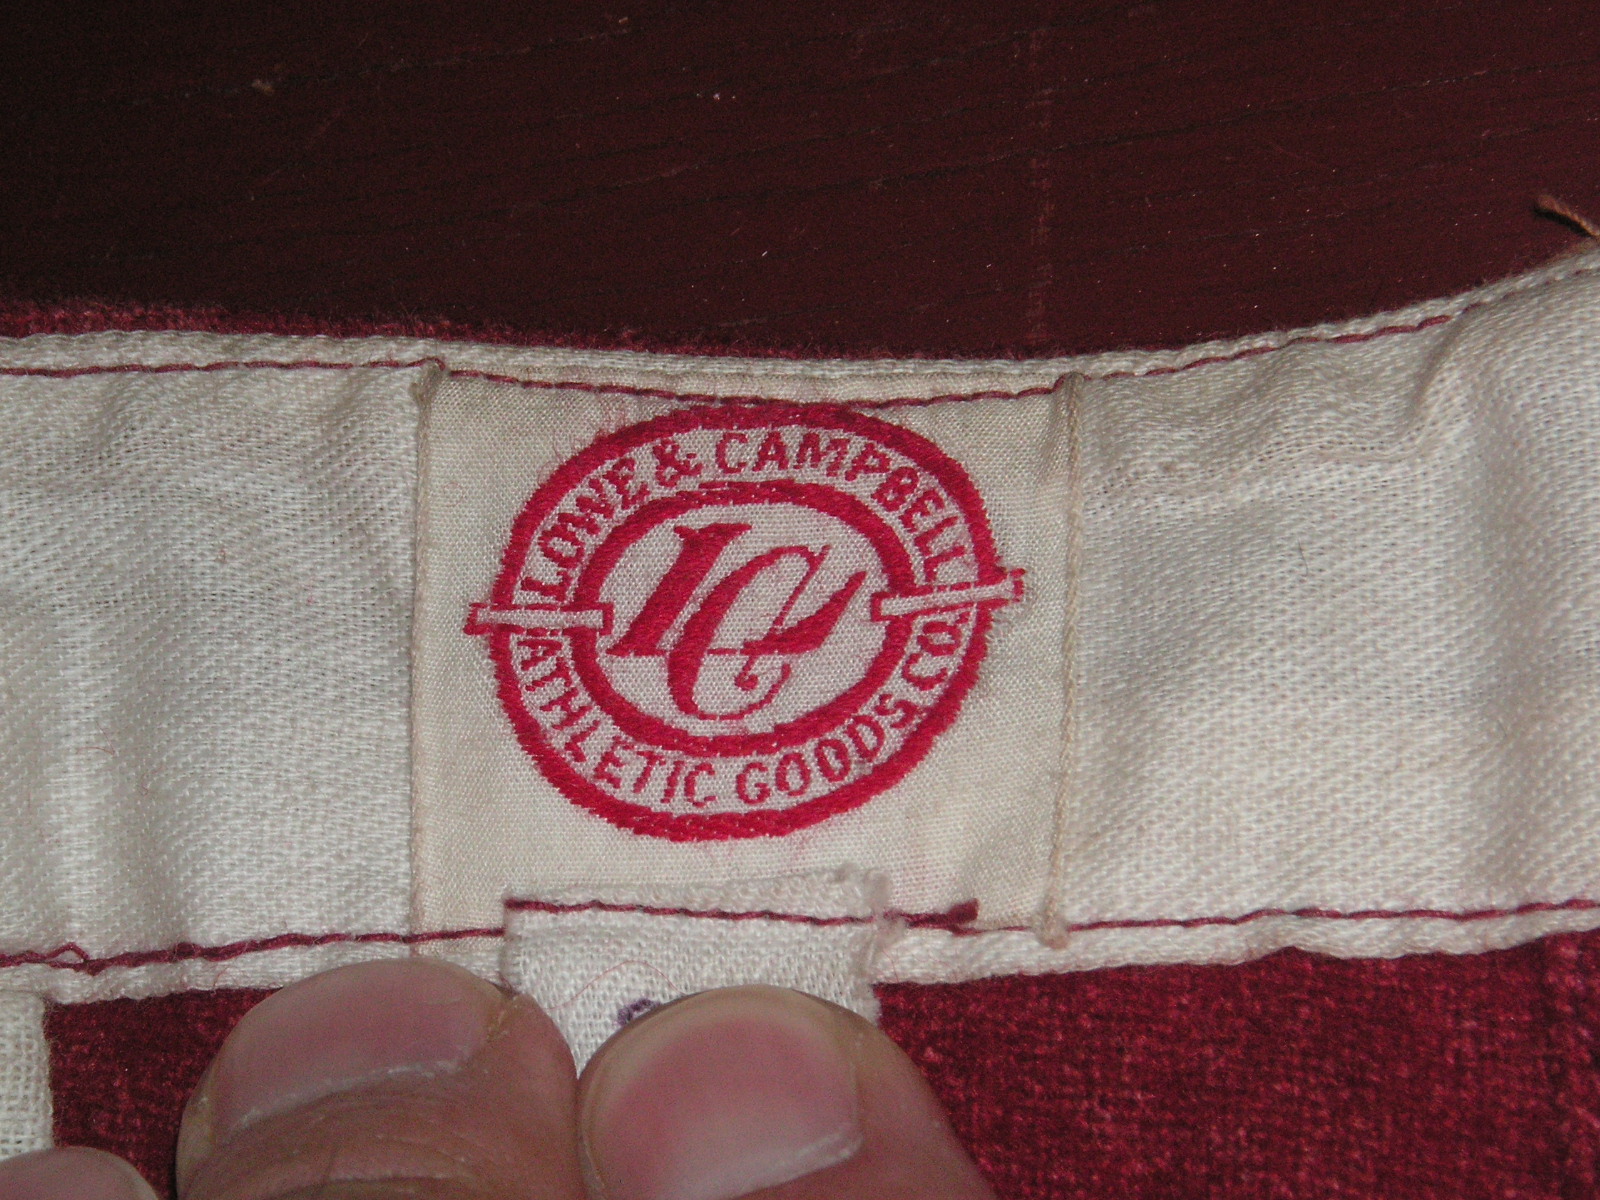 LOWE & CAMPBELL
LC
ATHLETIC GOODS CO.